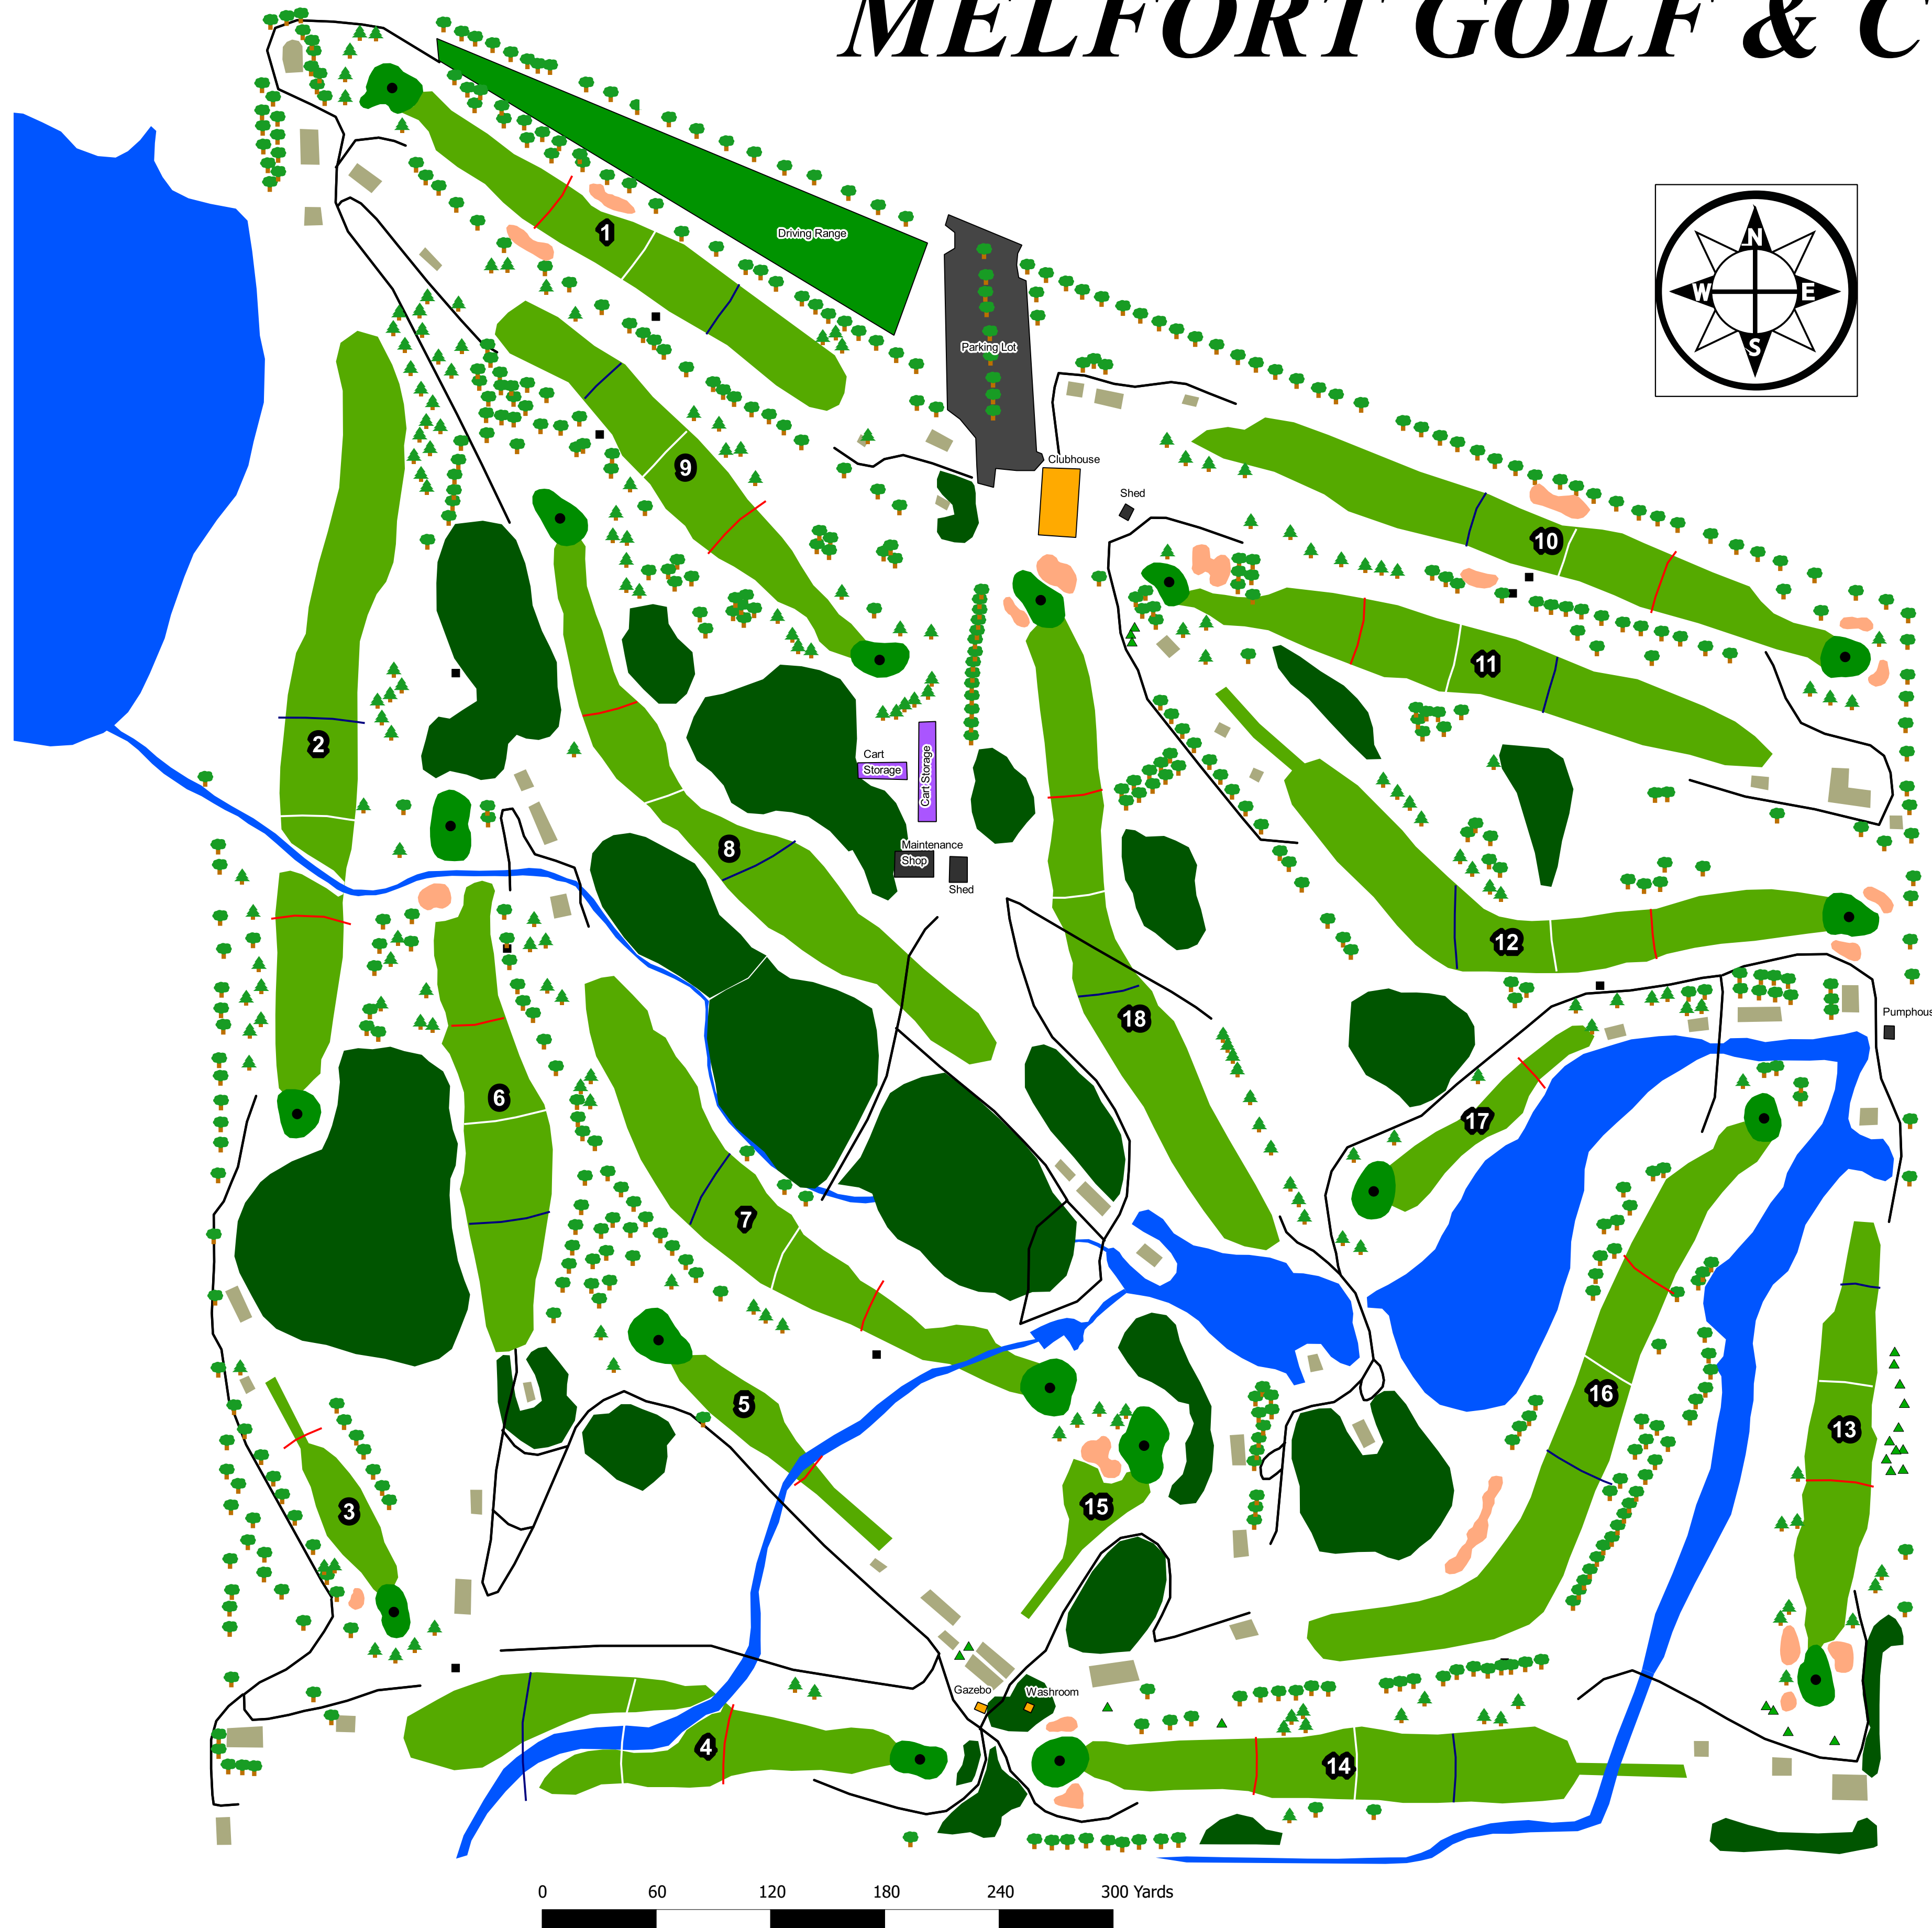 MELFORT GOLF & C
N
W E
S
Driving Range
Parking Lot
Clubhouse
Shed
1
9
10
11
2
Cart
Storage
Cart Storage
8
Maintenance
Shop
Shed
12
18
Pumphous
6
17
7
16
5
13
3
15
Gazebo
Washroom
4
14
0 60 120 180 240 300 Yards